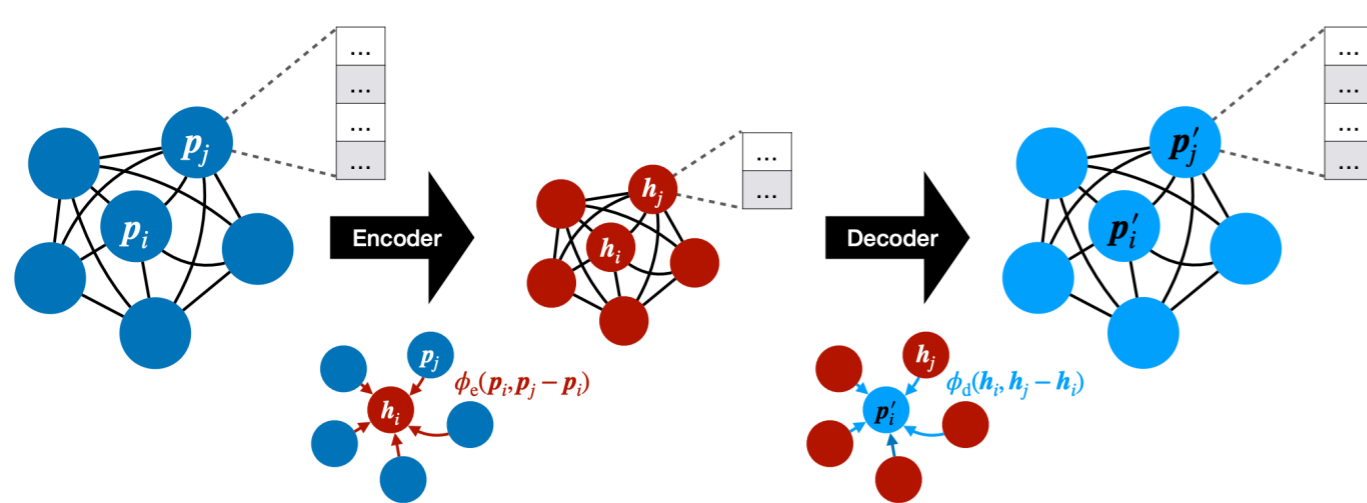 ...
...
...
...
p_j
p_i
Encoder
...
...
h_j
h_i
Decoder
...
...
...
...
p'_j
p'_i
p_j
ϕ_e(p_i, p_j − p_i)
h_i
h_j
ϕ_d(h_i, h_j − h_i)
p'_i